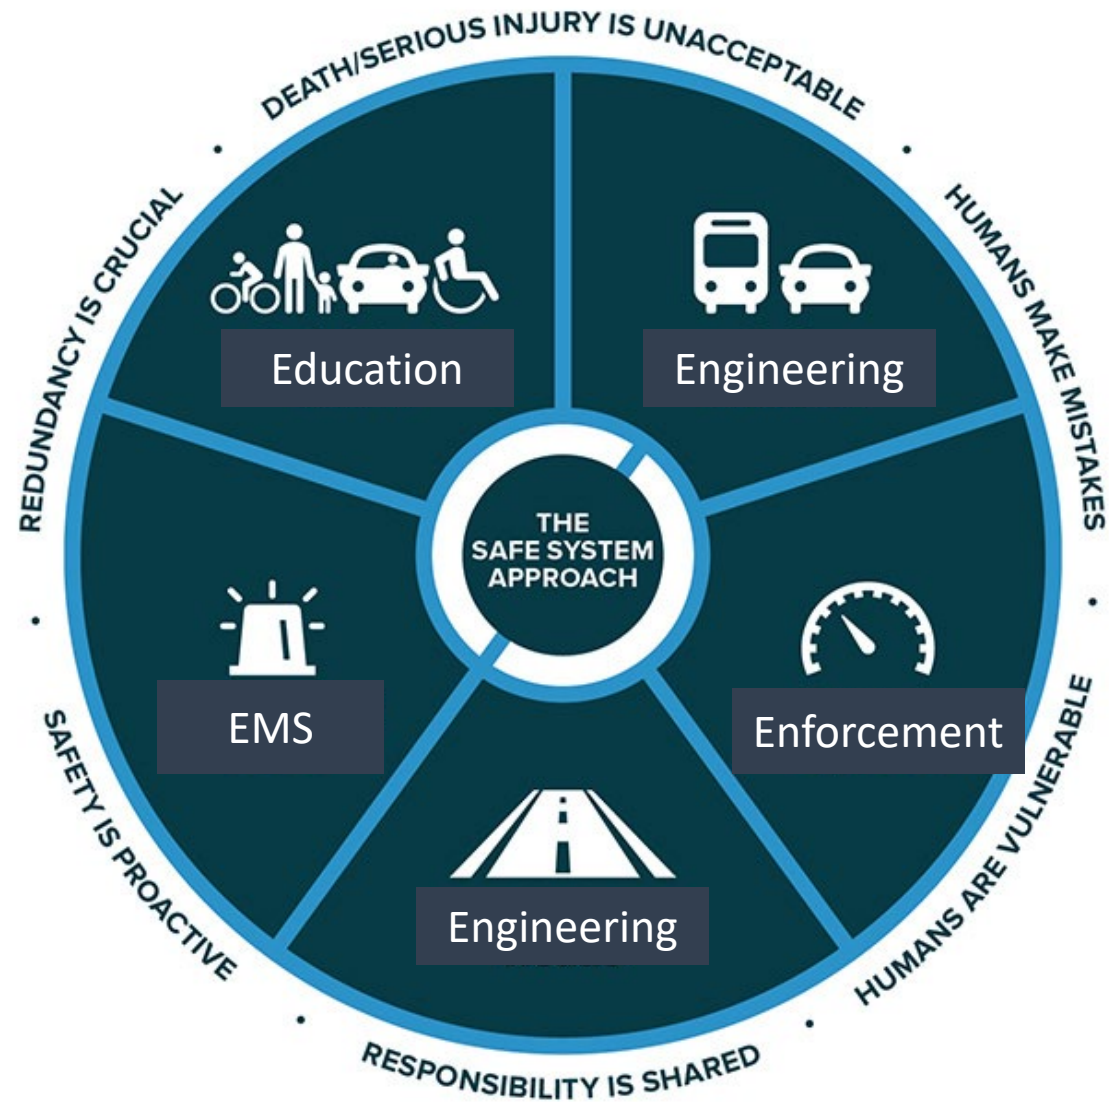 DEATH/SERIOUS INJURY IS UNACCEPTABLE
HUMANS MAKE MISTAKES
HUMANS ARE VULNERABLE
RESPONSIBILITY IS SHARED
SAFETY IS PROACTIVE
REDUNDANCY IS CRUCIAL
Education
Engineering
THE
SAFE SYSTEM
APPROACH
EMS
Enforcement
Engineering